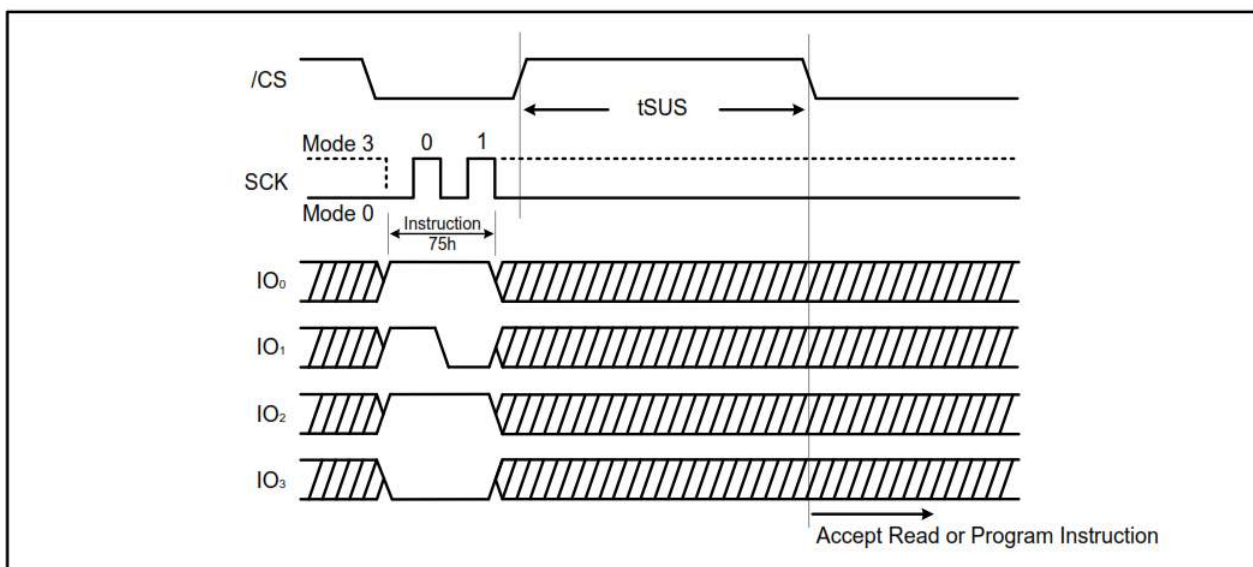 /CS
tSUS
Mode 3 0 1
SCK
Mode 0
Instruction
75h
IO₀
IO₁
IO₂
IO₃
Accept Read or Program Instruction